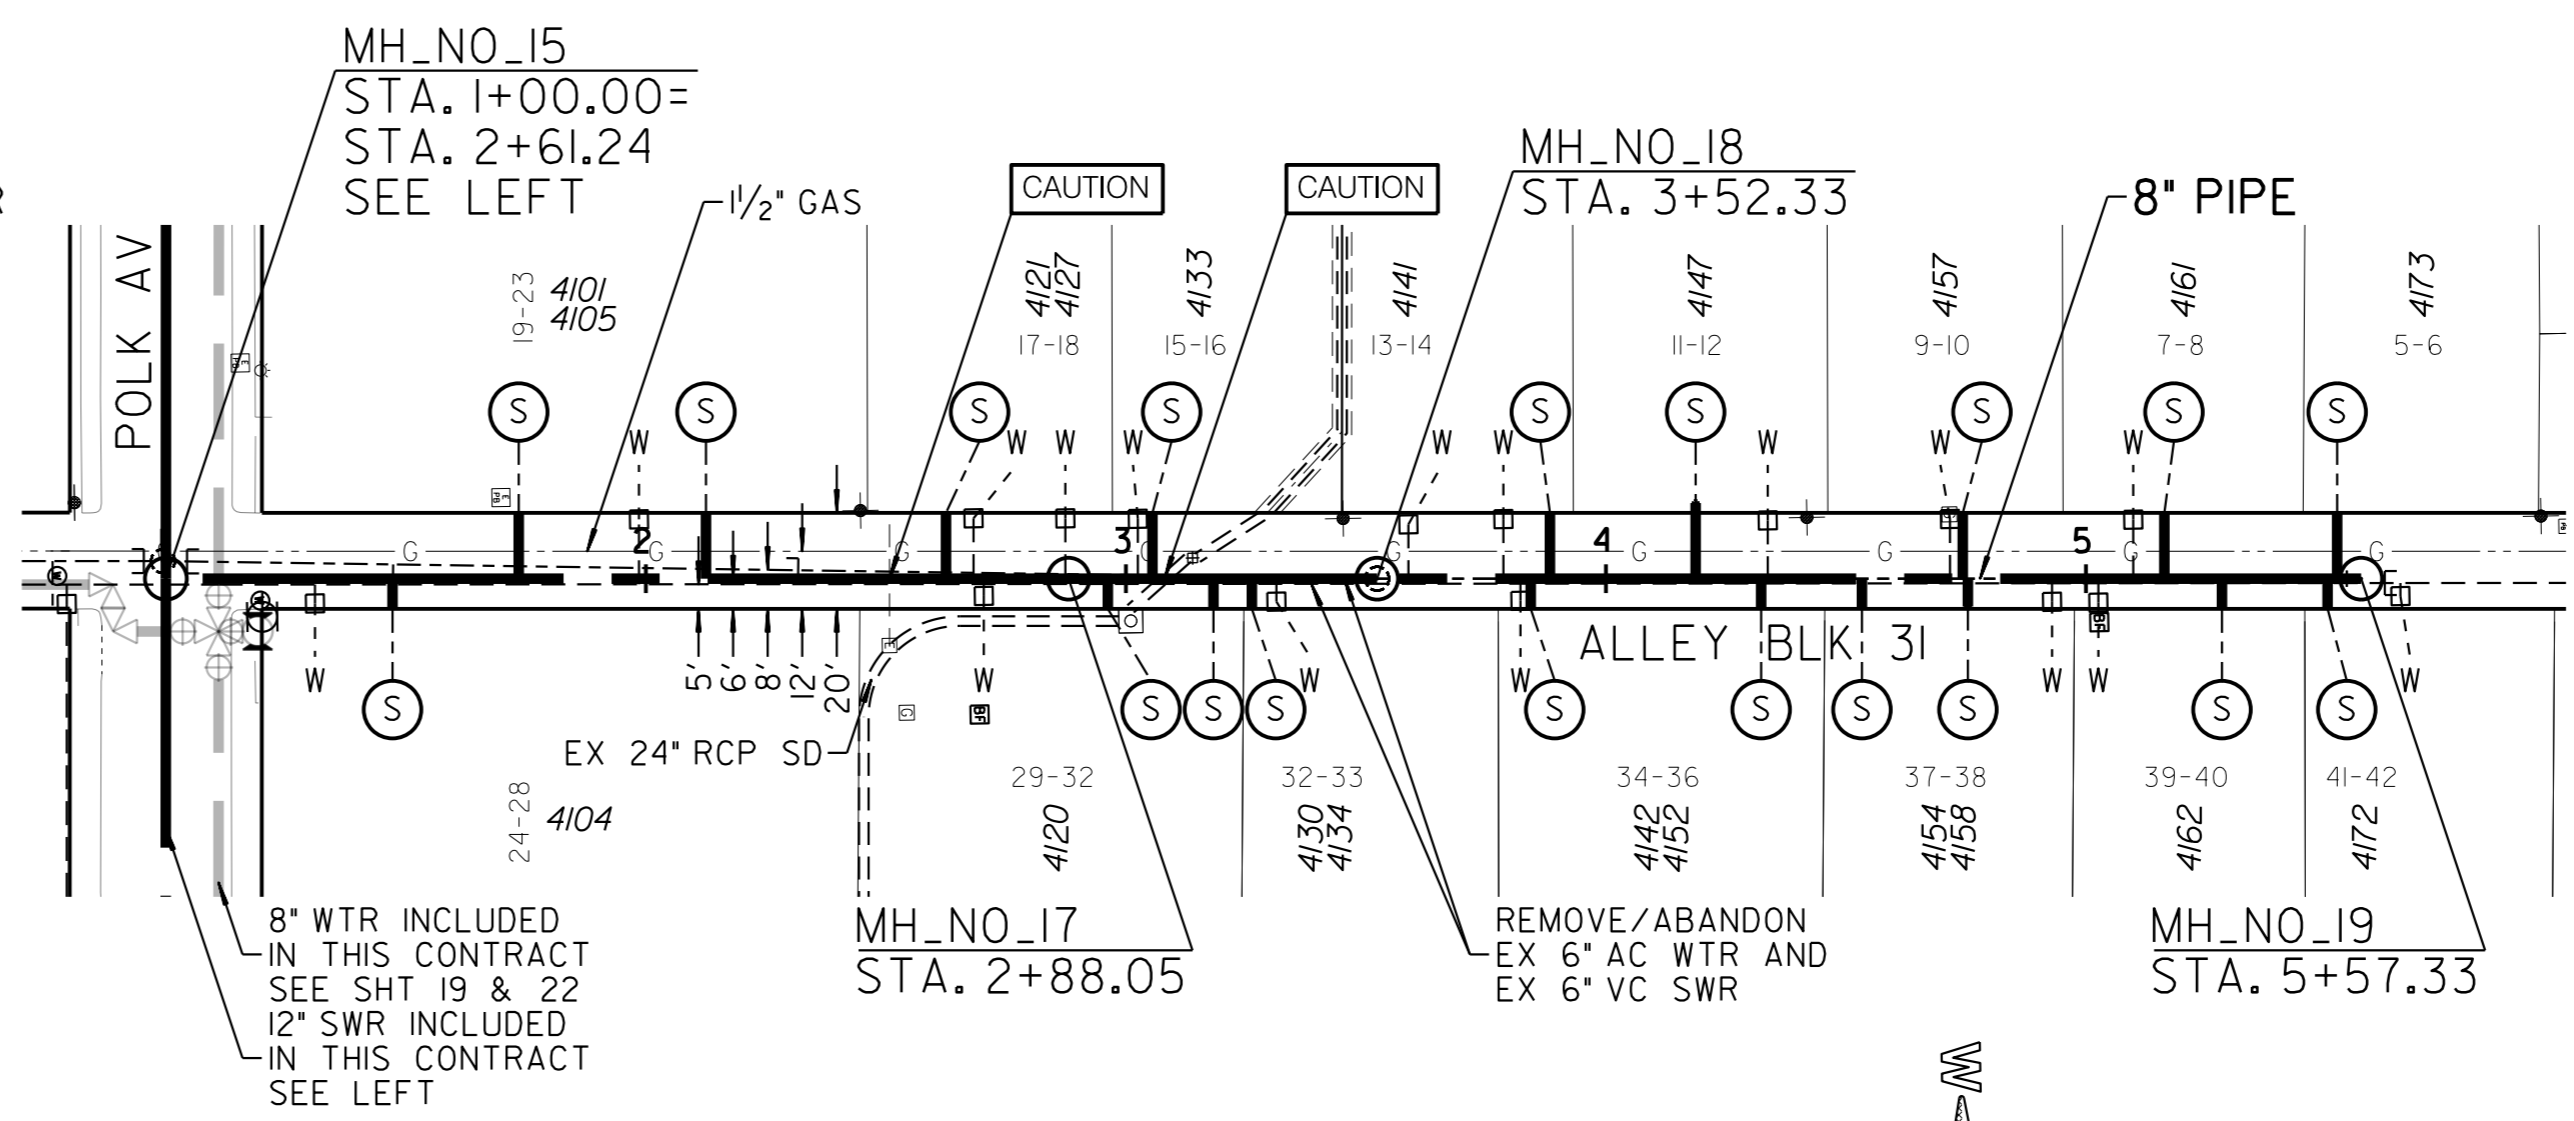 MH_NO_15
STA. 1+00.00=
STA. 2+61.24
SEE LEFT
R
1 1/2" GAS
CAUTION
CAUTION
MH_NO_18
STA. 3+52.33
8" PIPE
POLK AV
19-23
4101
4105
4121
4127
17-18
4133
15-16
4141
13-14
4147
11-12
4157
9-10
4161
7-8
4173
5-6
S
S
S
S
S
S
S
S
S
W
W
W
W
W
W
W
W
W
E
PB
2
3
4
5
G
G
G
G
G
G
G
G
G
5'
6'
8'
12'
20'
ALLEY BLK 31
E
G
W
W
W
W
W
W
W
BF
BF
S
S
S
S
S
S
S
S
S
S
EX 24" RCP SD
24-28
4104
29-32
4120
32-33
4130
4134
34-36
4142
4152
37-38
4154
4158
39-40
4162
41-42
4172
8" WTR INCLUDED
IN THIS CONTRACT
SEE SHT 19 & 22
12" SWR INCLUDED
IN THIS CONTRACT
SEE LEFT
MH_NO_17
STA. 2+88.05
REMOVE/ABANDON
EX 6" AC WTR AND
EX 6" VC SWR
MH_NO_19
STA. 5+57.33
W